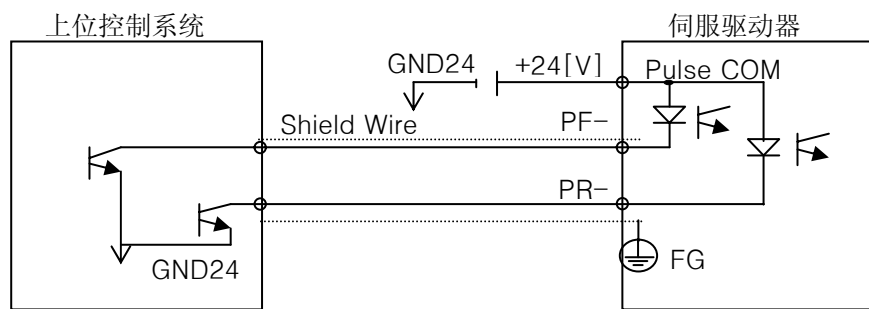 上位控制系统
伺服驱动器
GND24
+24[V]
Pulse COM
Shield Wire
PF-
PR-
GND24
FG